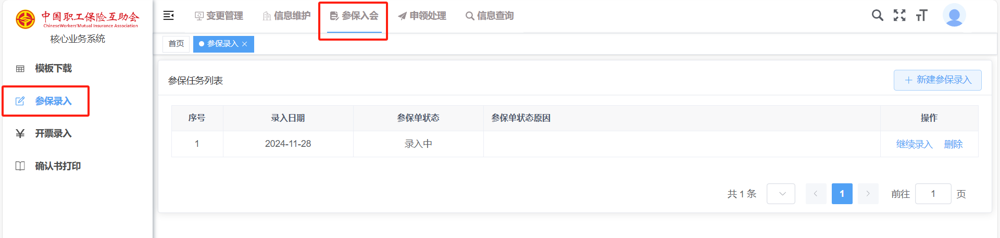 中国职工保险互助会
ChineseWorkers'Mutual Insurance Association
核心业务系统
变更管理 信息维护 参保入会 申领处理 信息查询
首页 参保录入
模板下载
参保录入
开票录入
确认书打印
参保任务列表
新建参保录入
序号 录入日期 参保单状态 参保单状态原因 操作
1 2024-11-28 录入中 继续录入 删除
共 1 条 1 前往 1 页